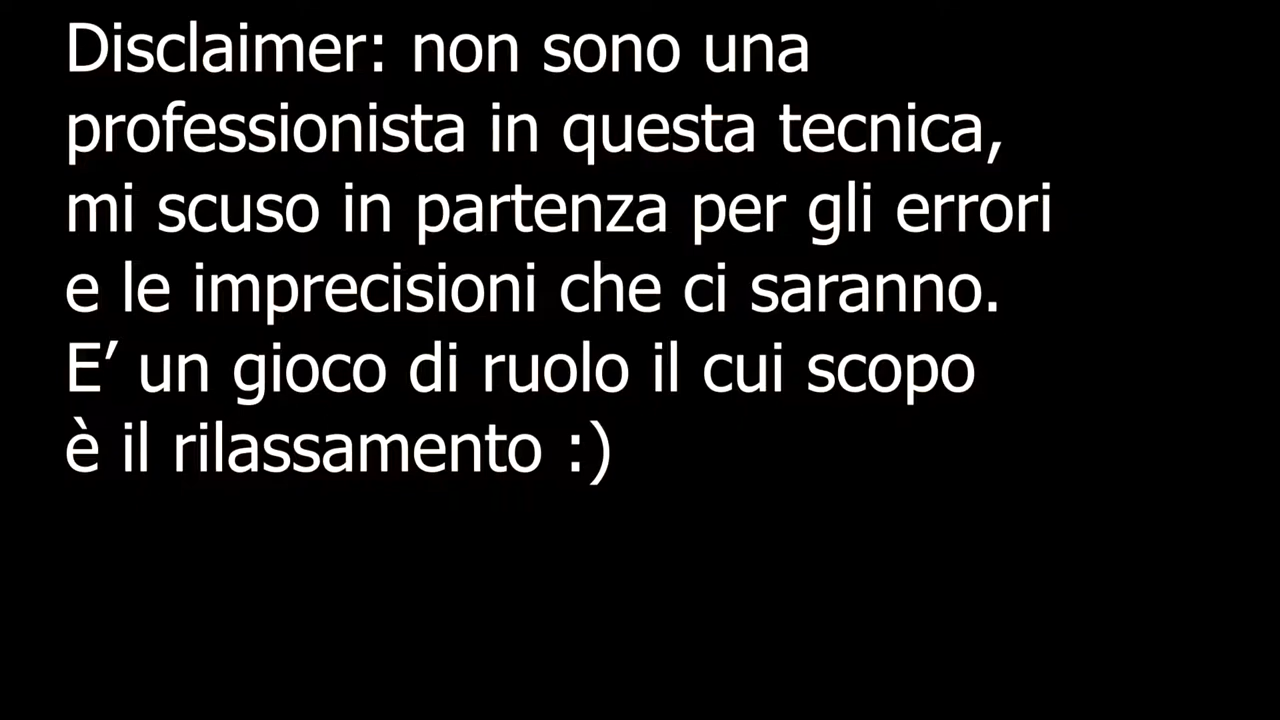 Disclaimer: non sono una
professionista in questa tecnica,
mi scuso in partenza per gli errori
e le imprecisioni che ci saranno.
E’ un gioco di ruolo il cui scopo
è il rilassamento :)